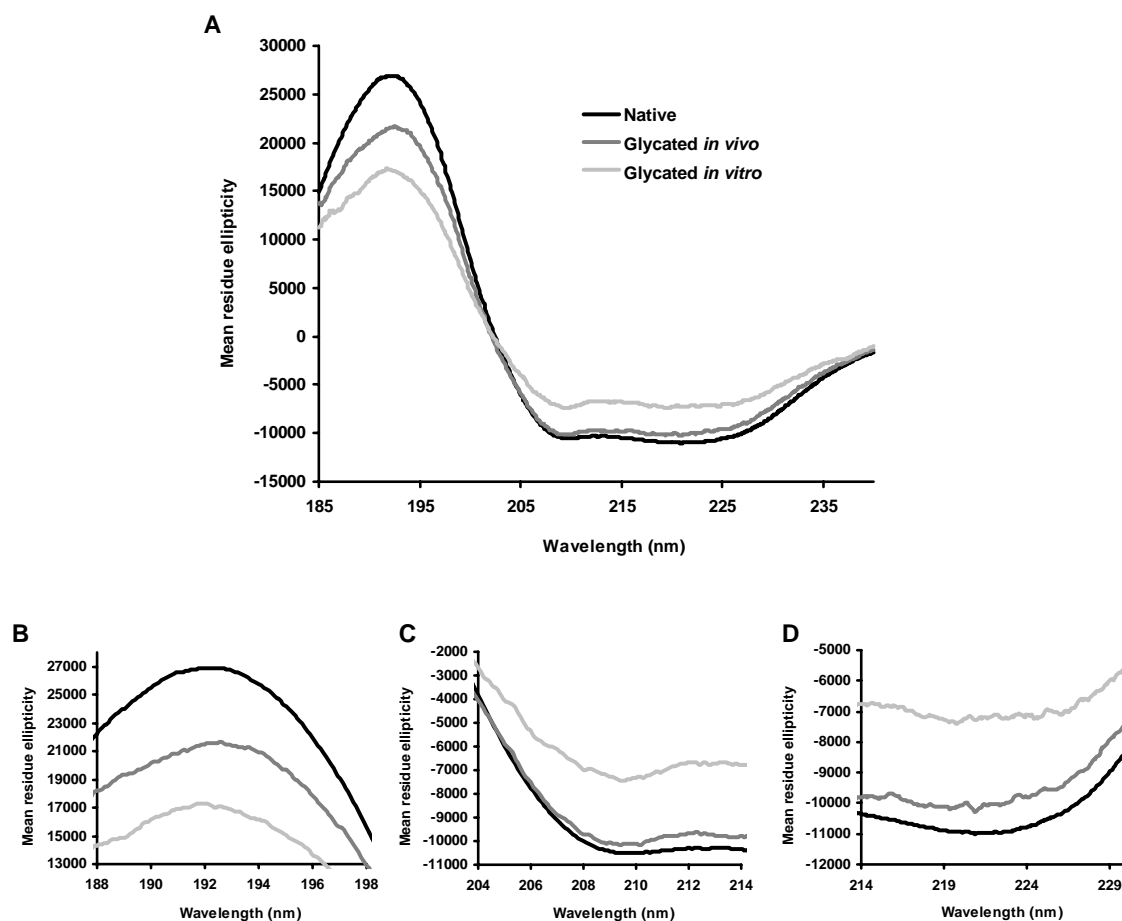 A
30000
25000
20000
15000
10000
5000
0
-5000
-10000
-15000
Mean residue ellipticity
185 195 205 215 225 235
Wavelength (nm)
Native
Glycated in vivo
Glycated in vitro
B
27000
25000
23000
21000
19000
17000
15000
13000
Mean residue ellipticity
188 190 192 194 196 198
Wavelength (nm)
C
-2000
-3000
-4000
-5000
-6000
-7000
-8000
-9000
-10000
-11000
Mean residue ellipticity
204 206 208 210 212 214
Wavelength (nm)
D
-5000
-6000
-7000
-8000
-9000
-10000
-11000
-12000
Mean residue ellipticity
214 219 224 229
Wavelength (nm)